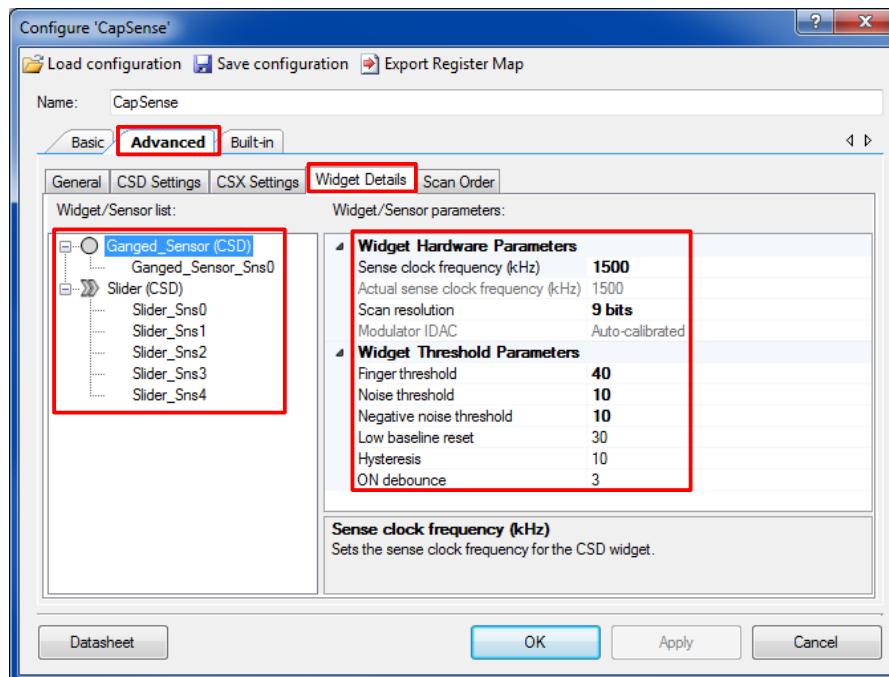 Configure 'CapSense'
Load configuration Save configuration Export Register Map
Name: CapSense
Basic Advanced Built-in
General CSD Settings CSX Settings Widget Details Scan Order
Widget/Sensor list: Widget/Sensor parameters:
Ganged_Sensor (CSD)
Ganged_Sensor_Sns0
Slider (CSD)
Slider_Sns0
Slider_Sns1
Slider_Sns2
Slider_Sns3
Slider_Sns4
Widget Hardware Parameters
Sense clock frequency (kHz) 1500
Actual sense clock frequency (kHz) 1500
Scan resolution 9 bits
Modulator IDAC Auto-calibrated
Widget Threshold Parameters
Finger threshold 40
Noise threshold 10
Negative noise threshold 10
Low baseline reset 30
Hysteresis 10
ON debounce 3
Sense clock frequency (kHz)
Sets the sense clock frequency for the CSD widget.
Datasheet OK Apply Cancel